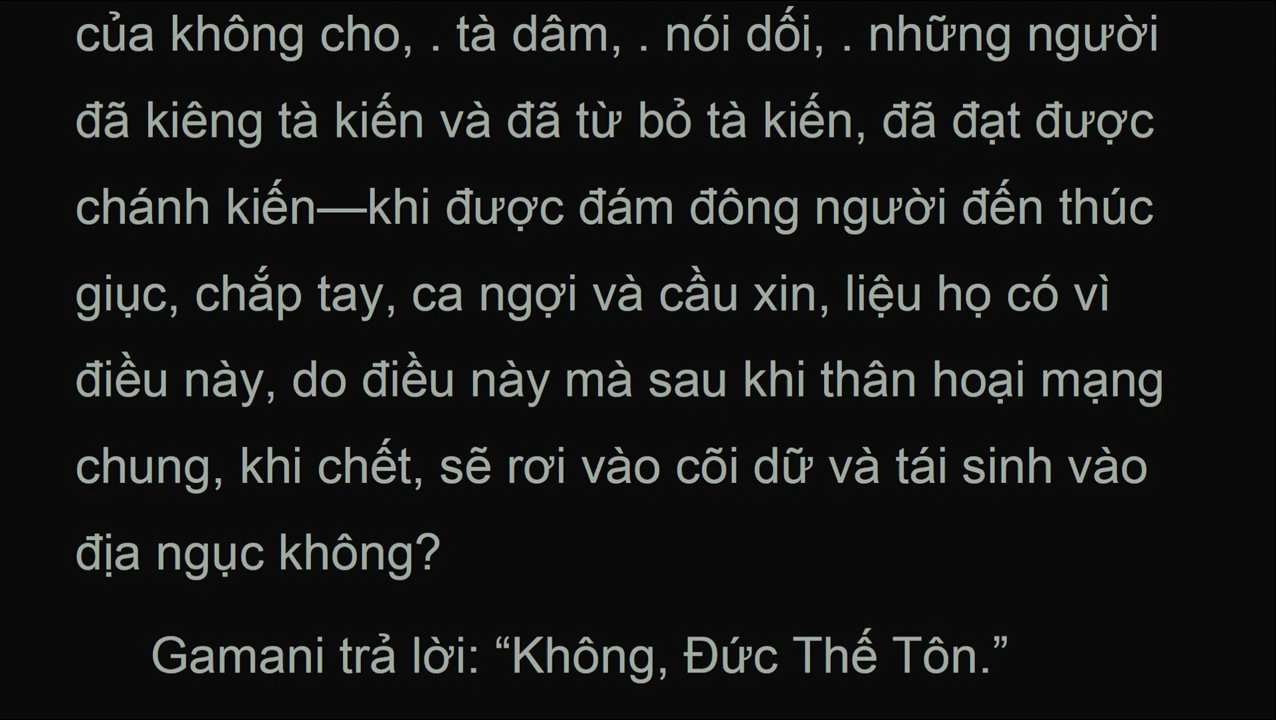 của không cho, . tà dâm, . nói dối, . những người
đã kiêng tà kiến và đã từ bỏ tà kiến, đã đạt được
chánh kiến—khi được đám đông người đến thúc
giục, chắp tay, ca ngợi và cầu xin, liệu họ có vì
điều này, do điều này mà sau khi thân hoại mạng
chung, khi chết, sẽ rơi vào cõi dữ và tái sinh vào
địa ngục không?
Gamani trả lời: “Không, Đức Thế Tôn.”